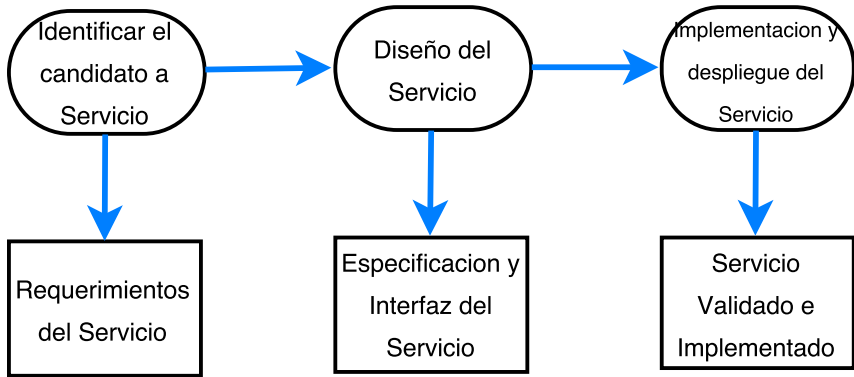 Identificar el
candidato a
Servicio
Diseño del
Servicio
Implementacion y
despliegue del
Servicio
Requerimientos
del Servicio
Especificacion y
Interfaz del
Servicio
Servicio
Validado e
Implementado